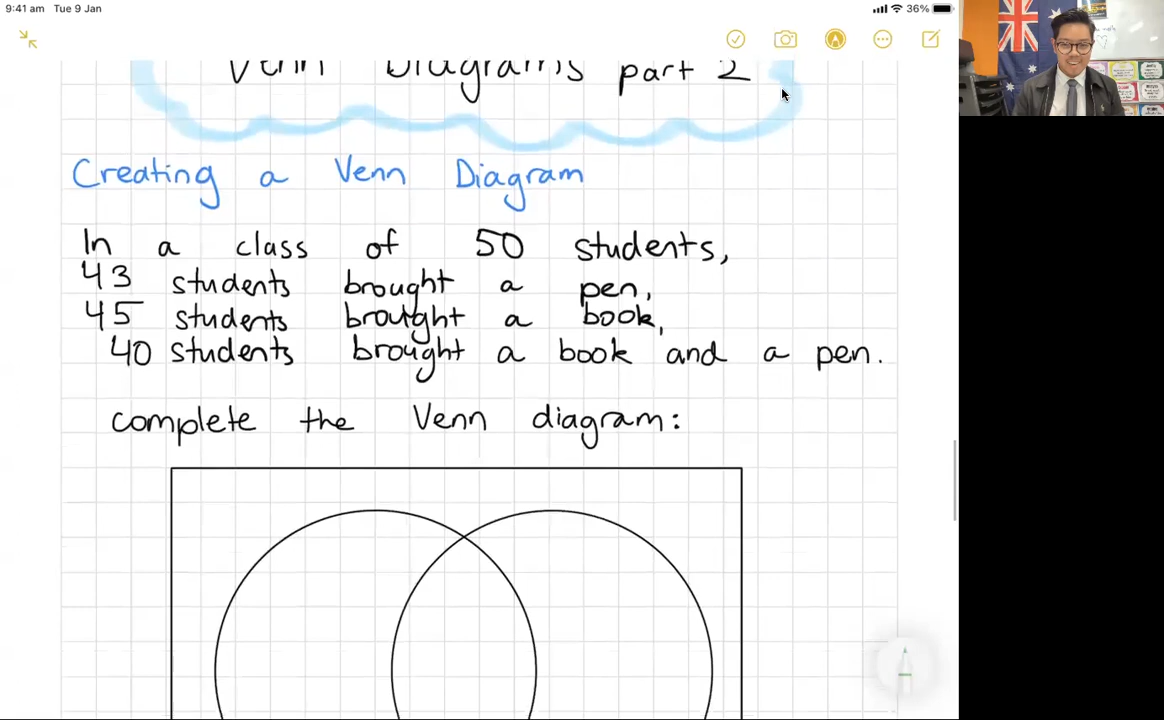 9:41 am Tue 9 Jan
36%
Venn Diagrams part 2
Creating a Venn Diagram
In a class of 50 students,
43 students brought a pen,
45 students brought a book,
40 students brought a book and a pen.
complete the Venn diagram: